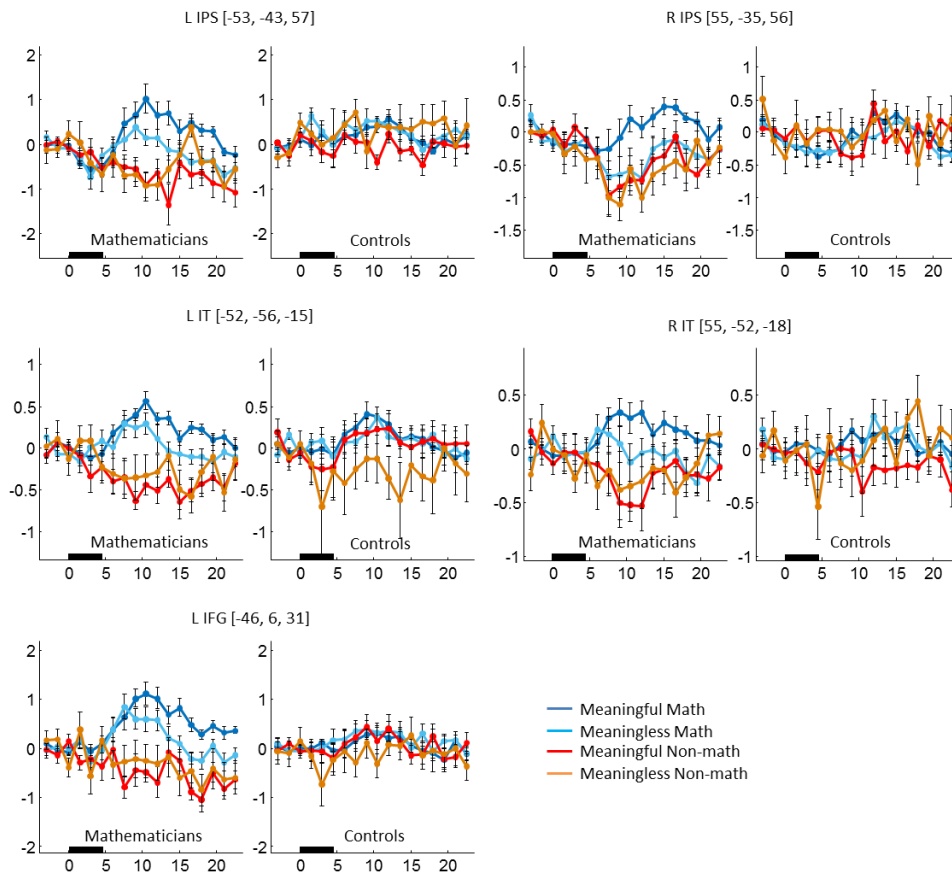 L IPS [-53, -43, 57]
R IPS [55, -35, 56]
2
1
0
-1
-2
Mathematicians
0 5 10 15 20
2
1
0
-1
-2
Controls
0 5 10 15 20
1
0.5
0
-0.5
-1
-1.5
Mathematicians
0 5 10 15 20
1
0.5
0
-0.5
-1
-1.5
Controls
0 5 10 15 20
L IT [-52, -56, -15]
R IT [55, -52, -18]
1
0.5
0
-0.5
-1
Mathematicians
0 5 10 15 20
1
0.5
0
-0.5
-1
Controls
0 5 10 15 20
0.5
0
-0.5
-1
Mathematicians
0 5 10 15 20
0.5
0
-0.5
-1
Controls
0 5 10 15 20
L IFG [-46, 6, 31]
2
1
0
-1
-2
Mathematicians
0 5 10 15 20
2
1
0
-1
-2
Controls
0 5 10 15 20
Meaningful Math
Meaningless Math
Meaningful Non-math
Meaningless Non-math